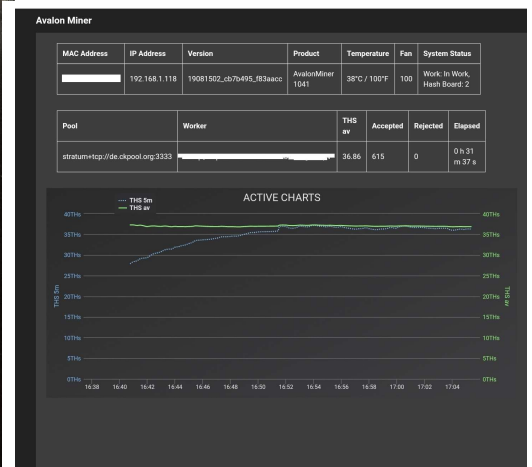 Avalon Miner
MAC Address IP Address Version Product Temperature Fan System Status
192.168.1.118 19081502_cb7b495_f83aacc AvalonMiner 38°C / 100°F 100 Work: In Work,
1041 Hash Board: 2
Pool Worker THS Accepted Rejected Elapsed
av
stratum+tcp://de.ckpool.org:3333 36.86 615 0 0 h 31
m 37 s
ACTIVE CHARTS
THS 5m
THS av
40THs 40THs
35THs 35THs
30THs 30THs
25THs 25THs
20THs 20THs
15THs 15THs
10THs 10THs
5THs 5THs
0THs 0THs
THS 5m
THS av
16:38 16:40 16:42 16:44 16:46 16:48 16:50 16:52 16:54 16:56 16:58 17:00 17:02 17:04